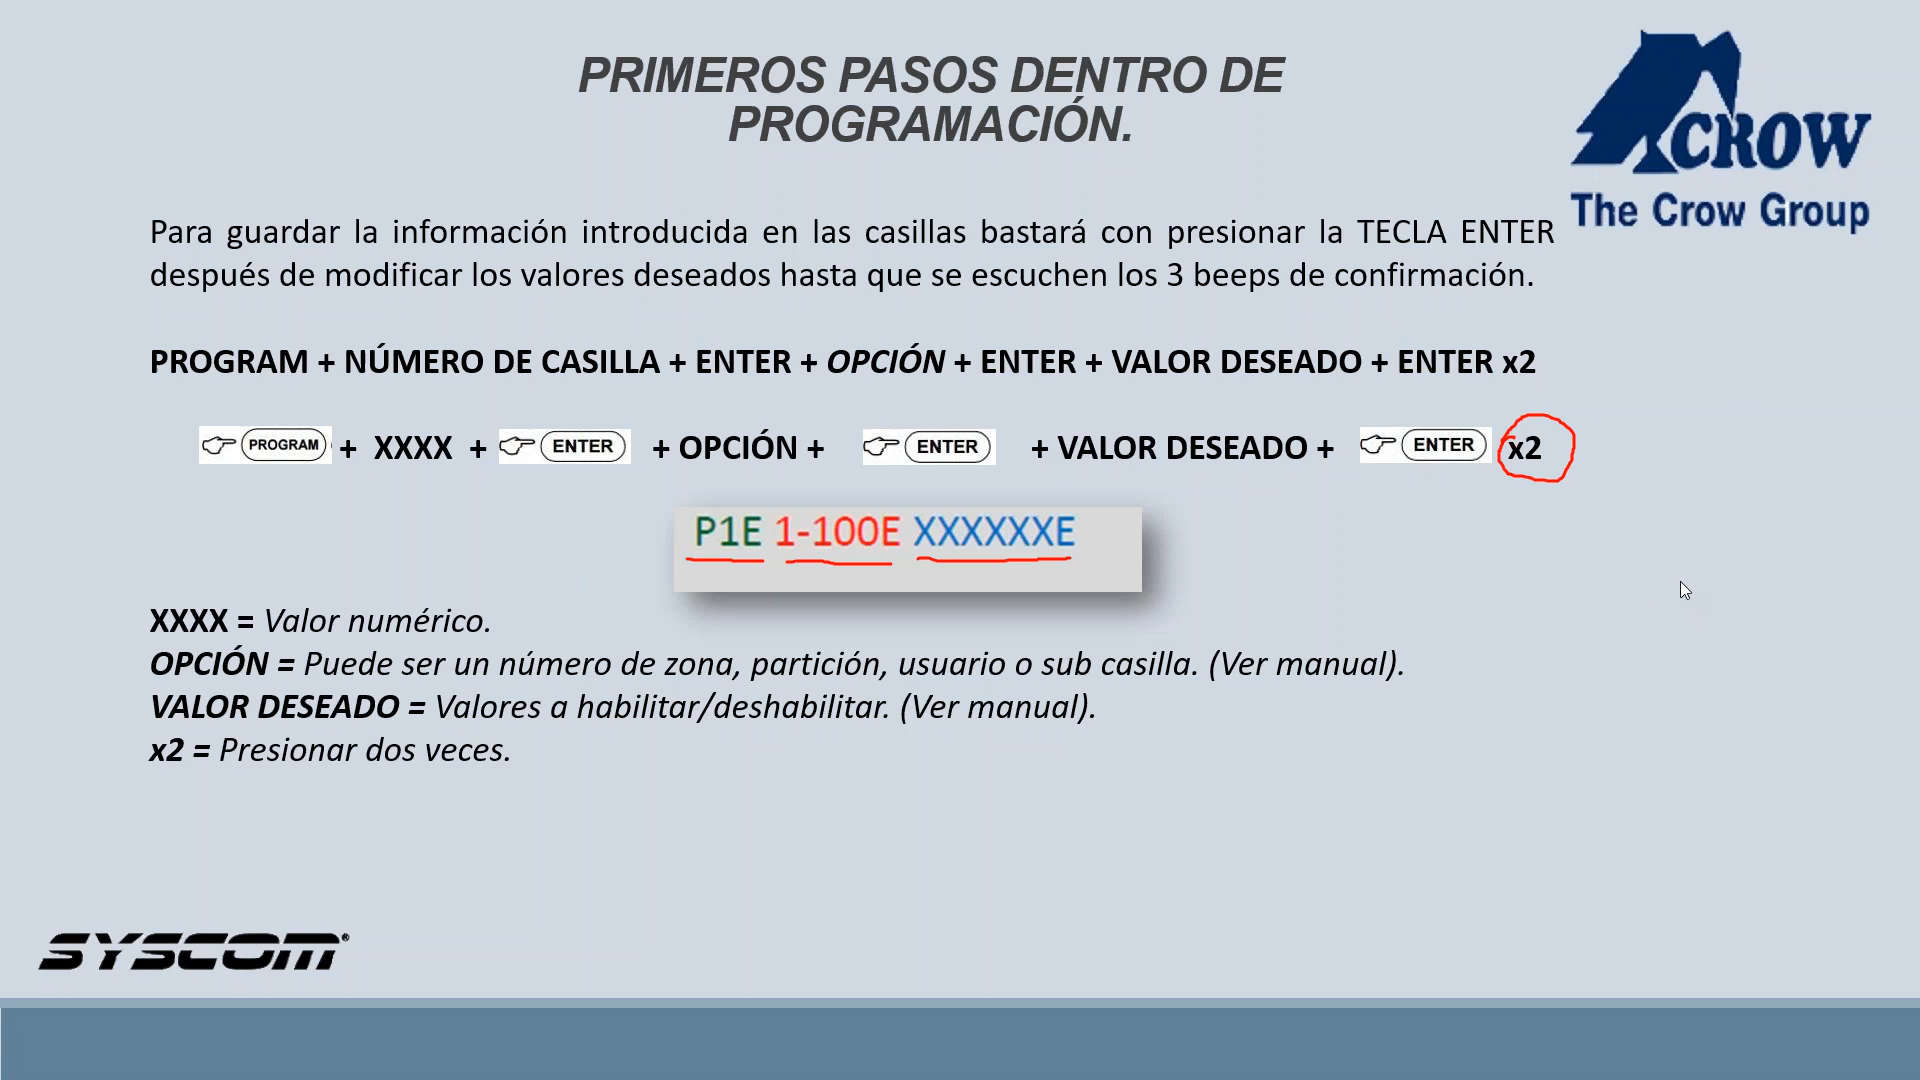 PRIMEROS PASOS DENTRO DE
PROGRAMACIÓN.
CROW
The Crow Group
Para guardar la información introducida en las casillas bastará con presionar la TECLA ENTER
después de modificar los valores deseados hasta que se escuchen los 3 beeps de confirmación.
PROGRAM + NÚMERO DE CASILLA + ENTER + OPCIÓN + ENTER + VALOR DESEADO + ENTER x2
PROGRAM + XXXX + ENTER + OPCIÓN + ENTER + VALOR DESEADO + ENTER x2
P1E 1-100E XXXXXXE
XXXX = Valor numérico.
OPCIÓN = Puede ser un número de zona, partición, usuario o sub casilla. (Ver manual).
VALOR DESEADO = Valores a habilitar/deshabilitar. (Ver manual).
x2 = Presionar dos veces.
SYSCOM®